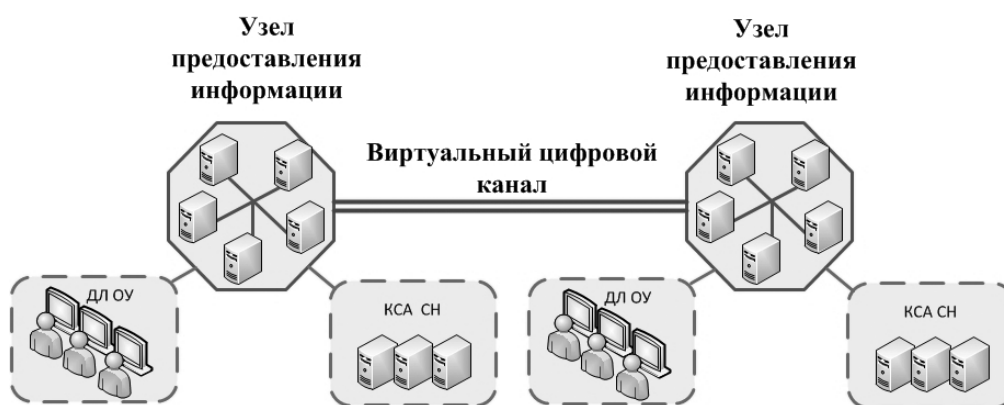 Узел
предоставления
информации
Узел
предоставления
информации
Виртуальный цифровой
канал
ДЛ ОУ
КСА СН
ДЛ ОУ
КСА СН